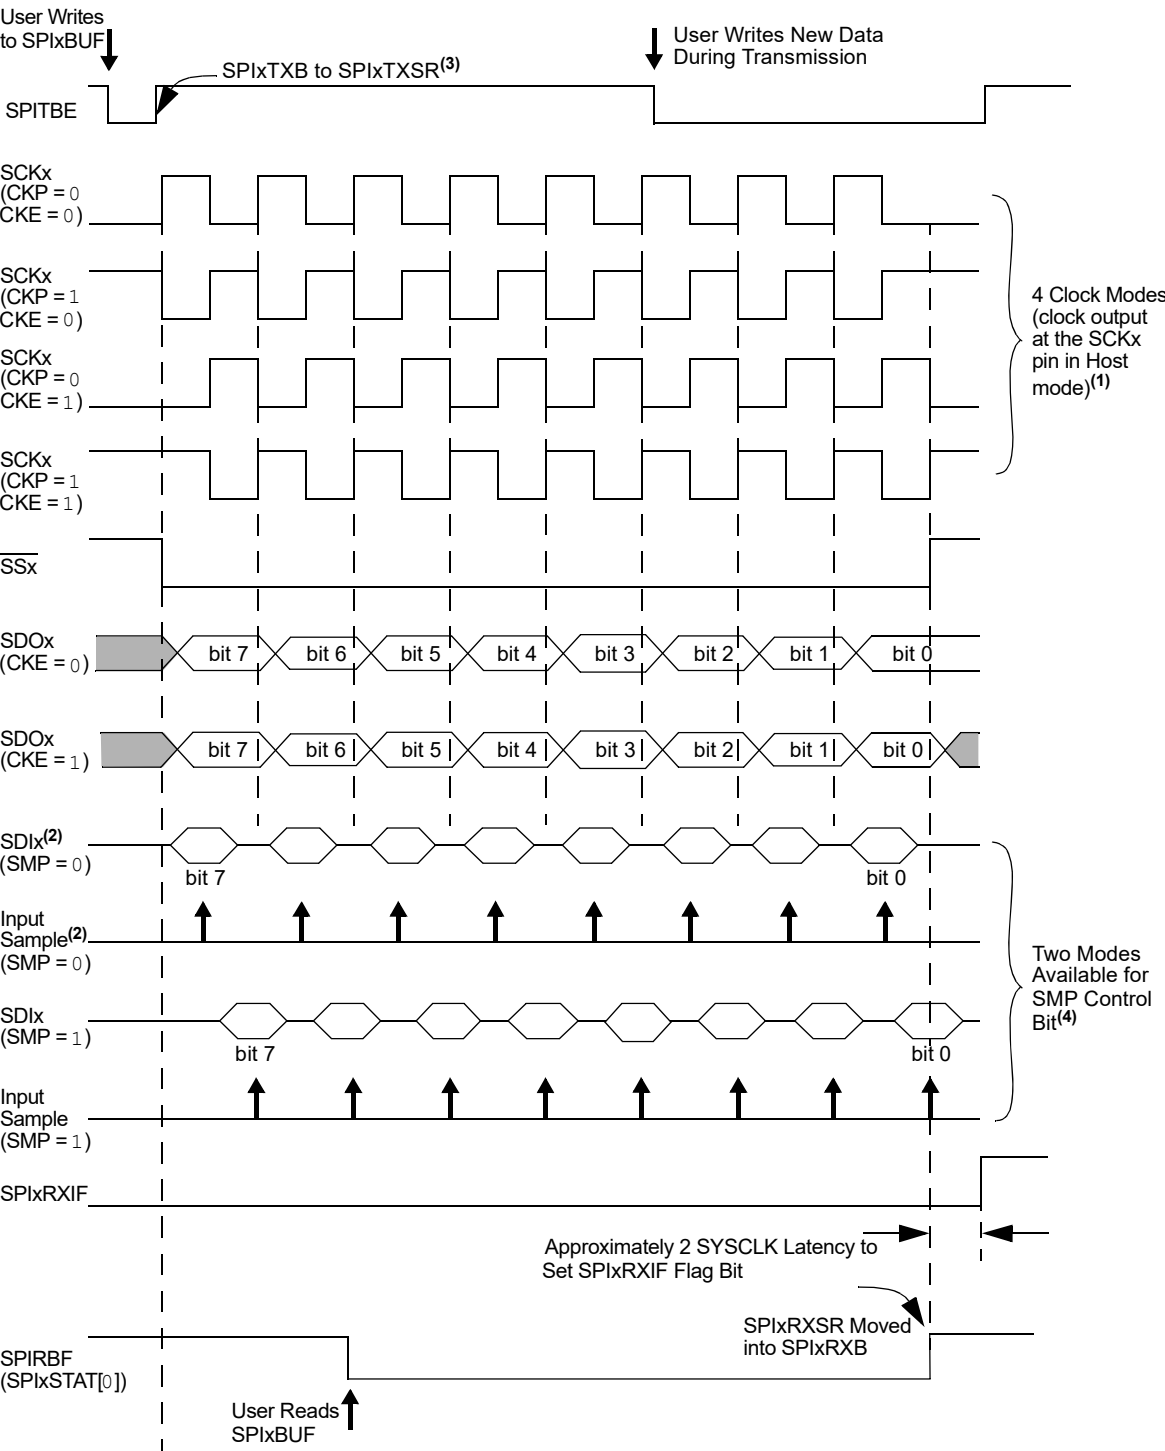 User Writes
to SPIxBUF
User Writes New Data
During Transmission
SPIxTXB to SPIxTXSR(3)
SPITBE
SCKx
(CKP = 0
CKE = 0)
SCKx
(CKP = 1
CKE = 0)
SCKx
(CKP = 0
CKE = 1)
SCKx
(CKP = 1
CKE = 1)
4 Clock Modes
(clock output
at the SCKx
pin in Host
mode)(1)
SSx
SDOx
(CKE = 0)
bit 7 bit 6 bit 5 bit 4 bit 3 bit 2 bit 1 bit 0
SDOx
(CKE = 1)
bit 7 bit 6 bit 5 bit 4 bit 3 bit 2 bit 1 bit 0
SDIx(2)
(SMP = 0)
bit 7 bit 0
Input
Sample(2)
(SMP = 0)
SDIx
(SMP = 1)
bit 7 bit 0
Input
Sample
(SMP = 1)
Two Modes
Available for
SMP Control
Bit(4)
SPIxRXIF
Approximately 2 SYSCLK Latency to
Set SPIxRXIF Flag Bit
SPIxRXSR Moved
into SPIxRXB
SPIRBF
(SPIxSTAT[0])
User Reads
SPIxBUF